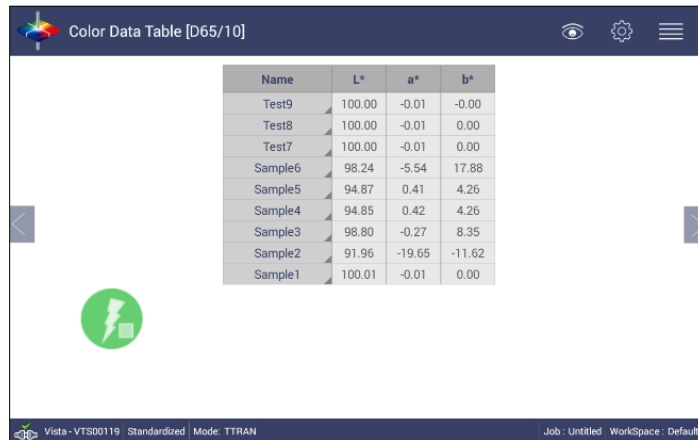 Color Data Table [D65/10]
Name L* a* b*
Test9 100.00 -0.01 -0.00
Test8 100.00 -0.01 0.00
Test7 100.00 -0.01 0.00
Sample6 98.24 -5.54 17.88
Sample5 94.87 0.41 4.26
Sample4 94.85 0.42 4.26
Sample3 98.80 -0.27 8.35
Sample2 91.96 -19.65 -11.62
Sample1 100.01 -0.01 0.00
Vista - VTS00119 Standardized Mode: TTRAN Job : Untitled WorkSpace : Default